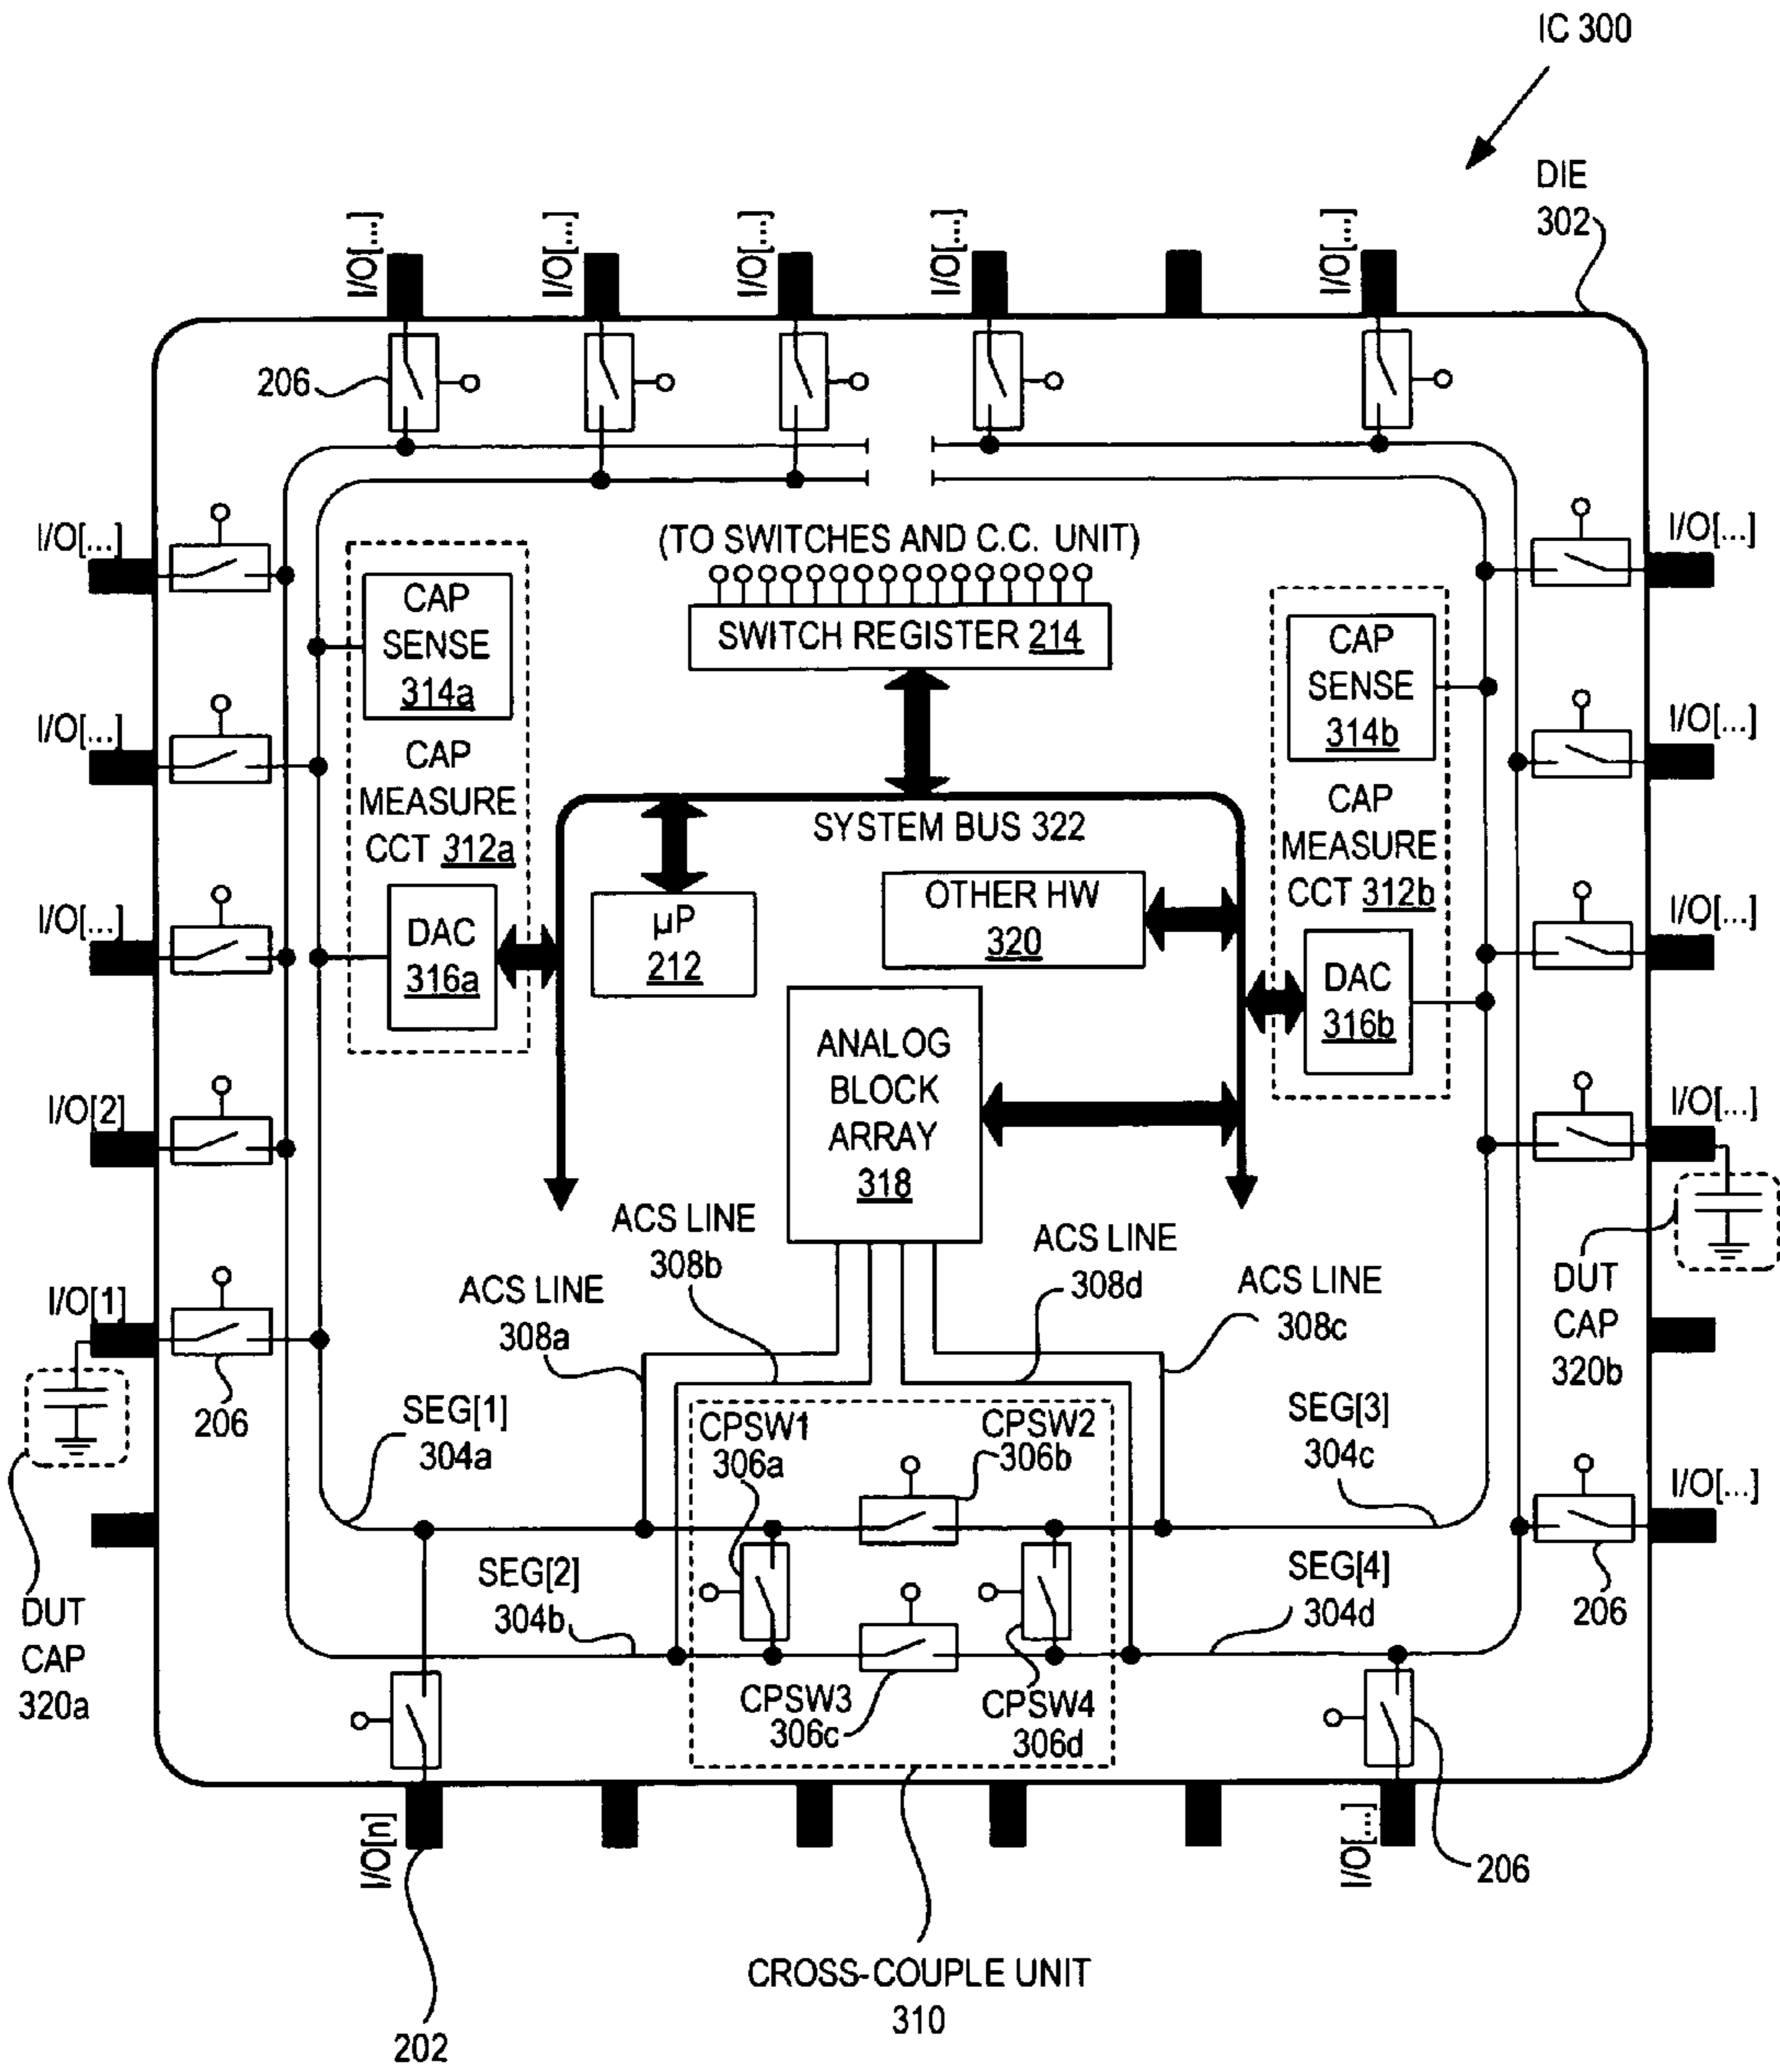 IC 300
DIE
302
I/O[...]
I/O[...]
I/O[...]
I/O[...]
I/O[...]
206
(TO SWITCHES AND C.C. UNIT)
SWITCH REGISTER 214
I/O[...]
I/O[...]
I/O[...]
I/O[2]
I/O[1]
CAP
SENSE
314a
CAP
MEASURE
CCT 312a
DAC
316a
SYSTEM BUS 322
µP
212
OTHER HW
320
ANALOG
BLOCK
ARRAY
318
CAP
SENSE
314b
CAP
MEASURE
CCT 312b
DAC
316b
I/O[...]
I/O[...]
I/O[...]
I/O[...]
I/O[...]
ACS LINE
308a
ACS LINE
308b
ACS LINE
308d
ACS LINE
308c
DUT
CAP
320b
206
SEG[1]
304a
CPSW1
306a
CPSW2
306b
SEG[3]
304c
SEG[2]
304b
SEG[4]
304d
206
DUT
CAP
320a
CPSW3
306c
CPSW4
306d
I/O[n]
I/O[...]
206
CROSS-COUPLE UNIT
310
202